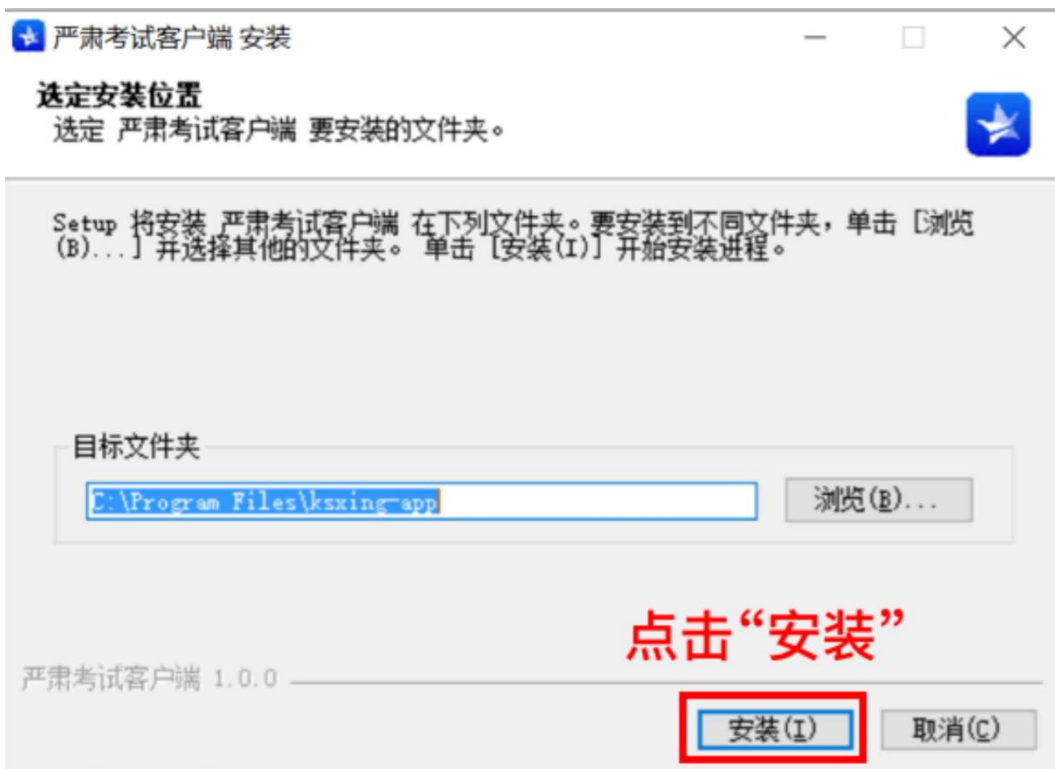 严肃考试客户端 安装
选定安装位置
选定 严肃考试客户端 要安装的文件夹。
Setup 将安装 严肃考试客户端 在下列文件夹。要安装到不同文件夹，单击 [浏览
(B)...] 并选择其他的文件夹。 单击 [安装(I)] 开始安装进程。
目标文件夹
C:\Program Files\ksxing-app
浏览(B)...
点击“安装”
严肃考试客户端 1.0.0
安装(I)
取消(C)